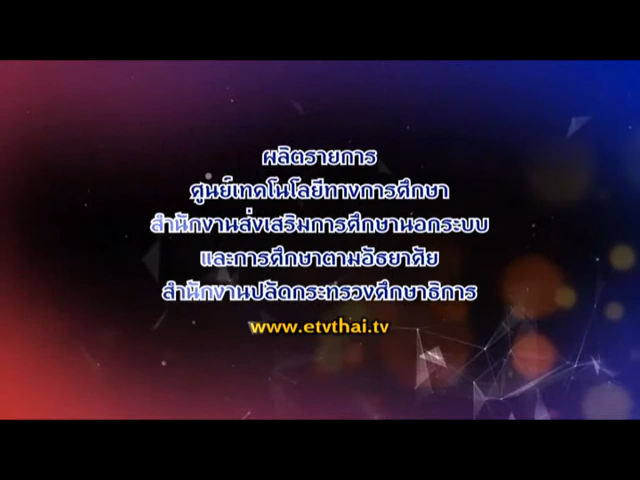 ผลิตรายการ
ศูนย์เทคโนโลยีทางการศึกษา
สำนักงานส่งเสริมการศึกษานอกระบบ
และการศึกษาตามอัธยาศัย
สำนักงานปลัดกระทรวงศึกษาธิการ
www.etvthai.tv